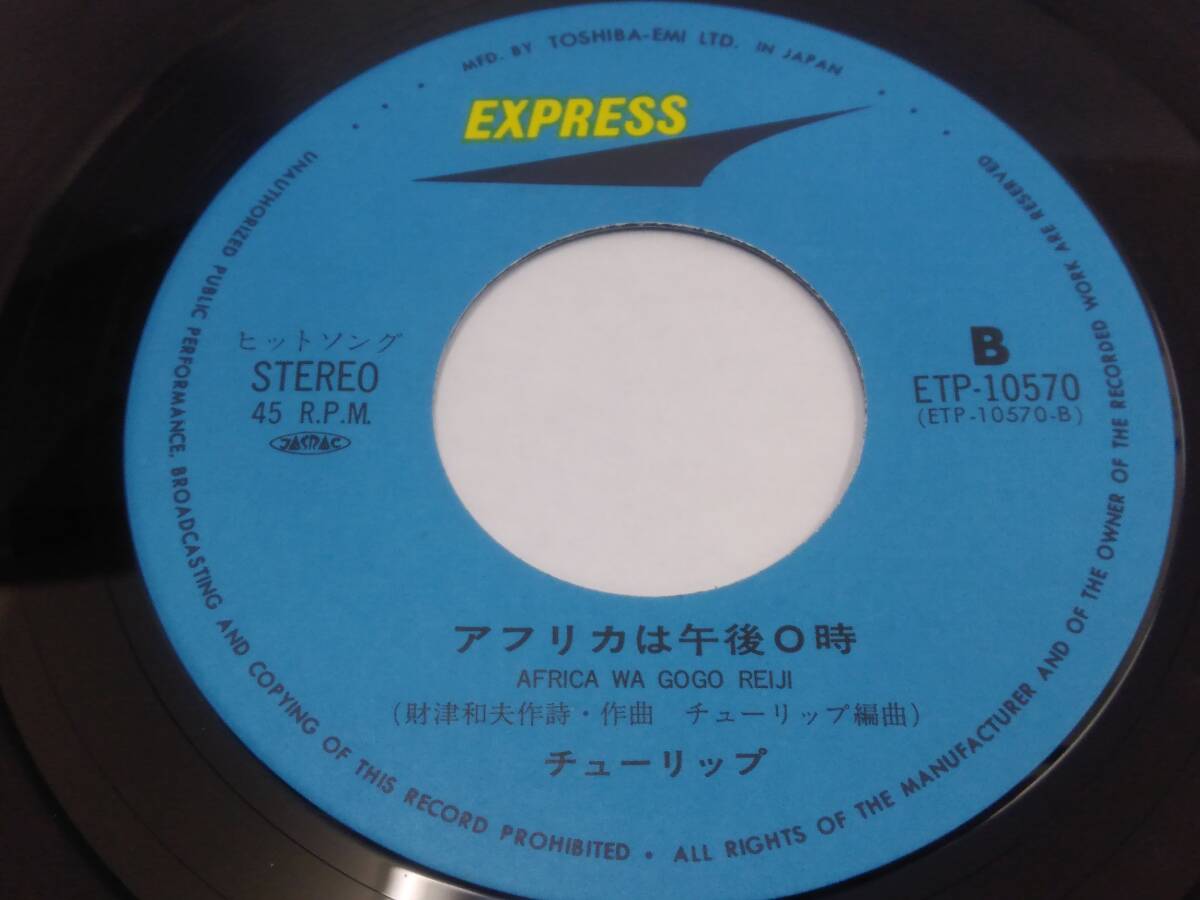 MFD. BY TOSHIBA-EMI LTD. IN JAPAN
EXPRESS
ヒットソング
STEREO
45 R.P.M.
JASRAC
B
ETP-10570
(ETP-10570-B)
アフリカは午後0時
AFRICA WA GOGO REIJI
(財津和夫作詩・作曲 チューリップ編曲)
チューリップ
UNAUTHORIZED PUBLIC PERFORMANCE, BROADCASTING AND COPYING OF THIS RECORD PROHIBITED • ALL RIGHTS OF THE MANUFACTURER AND OF THE OWNER OF THE RECORDED WORK ARE RESERVED